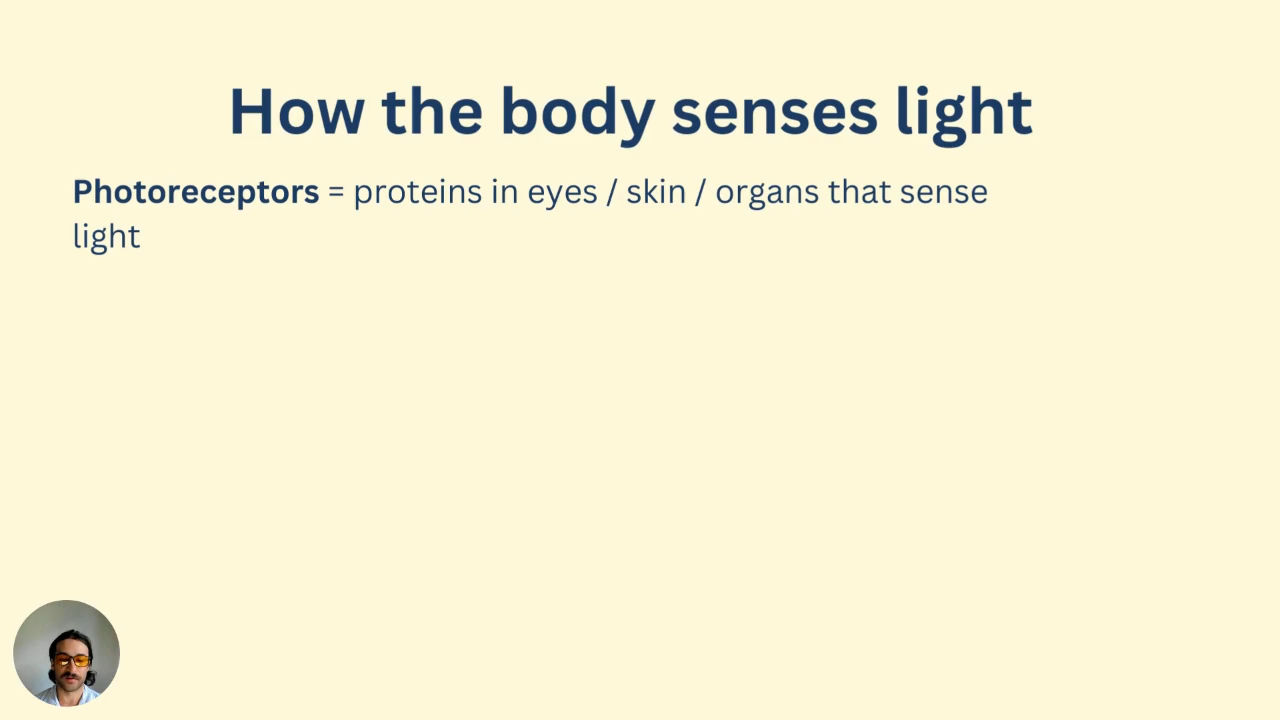 How the body senses light
Photoreceptors = proteins in eyes / skin / organs that sense
light